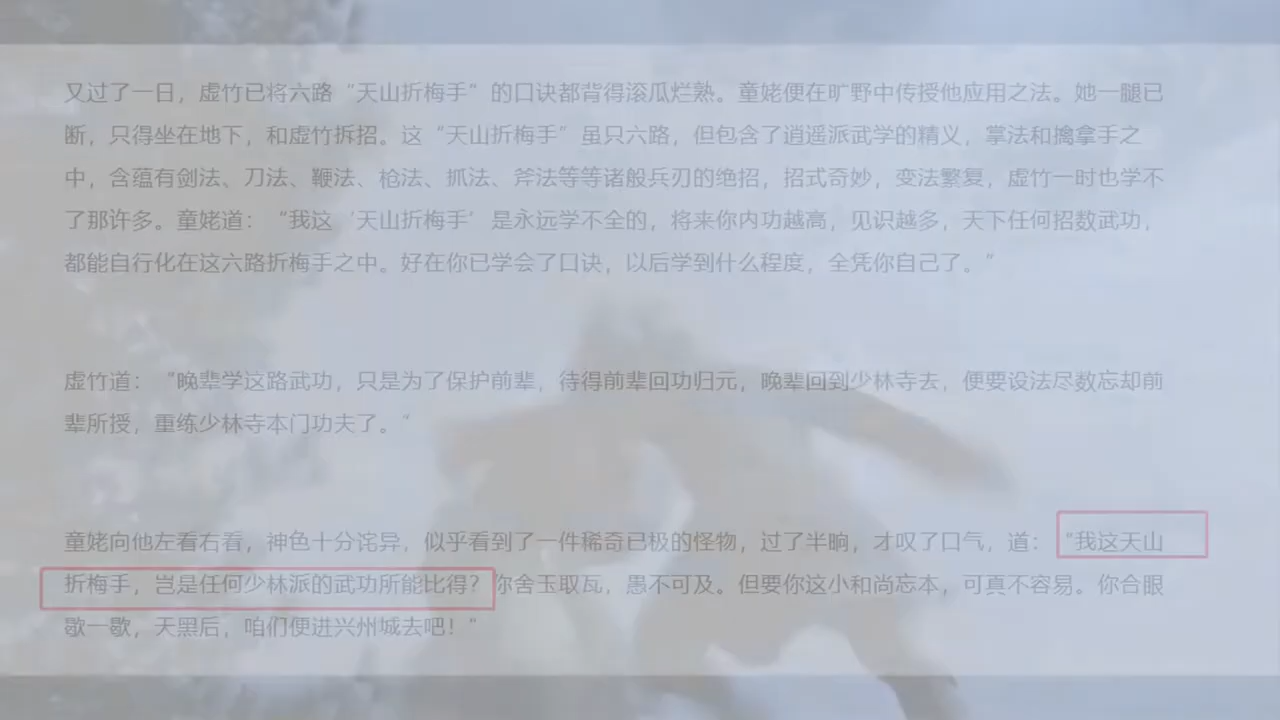 又过了一日，虚竹已将六路“天山折梅手”的口诀都背得滚瓜烂熟。童姥便在旷野中传授他应用之法。她一腿已
断，只得坐在地下，和虚竹拆招。这“天山折梅手”虽只六路，但包含了逍遥派武学的精义，掌法和擒拿手之
中，含蕴有剑法、刀法、鞭法、枪法、抓法、斧法等等诸般兵刃的绝招，招式奇妙，变法繁复，虚竹一时也学不
了那许多。童姥道：“我这‘天山折梅手’是永远学不全的，将来你内功越高，见识越多，天下任何招数武功，
都能自行化在这六路折梅手之中。好在你已学会了口诀，以后学到什么程度，全凭你自己了。”
虚竹道：“晚辈学这路武功，只是为了保护前辈，待得前辈回功归元，晚辈回到少林寺去，便要设法尽数忘却前
辈所授，重练少林寺本门功夫了。”
童姥向他左看右看，神色十分诧异，似乎看到了一件稀奇已极的怪物，过了半晌，才叹了口气，道：“我这天山
折梅手，岂是任何少林派的武功所能比得？你舍玉取瓦，愚不可及。但要你这小和尚忘本，可真不容易。你合眼
歇一歇，天黑后，咱们便进兴州城去吧！”